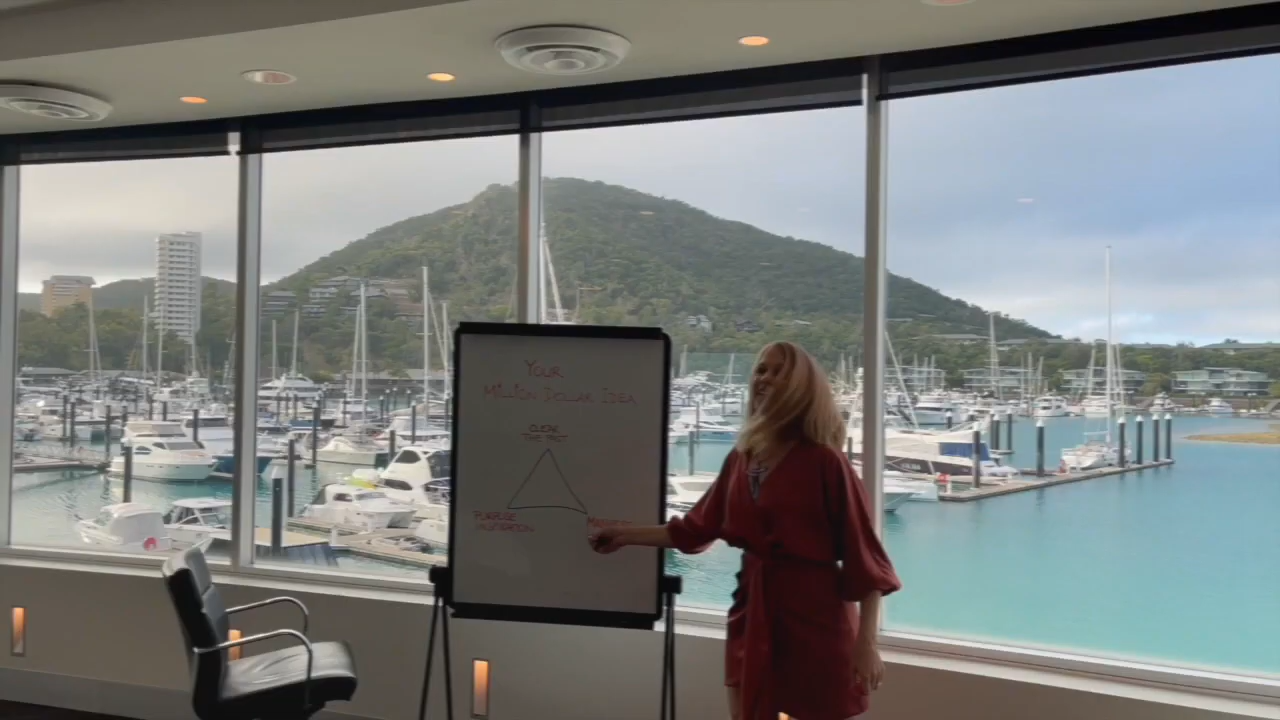 YOUR
MILLION DOLLAR IDEA
CLEAR
THE PAST
PURPOSE
INSPIRATION